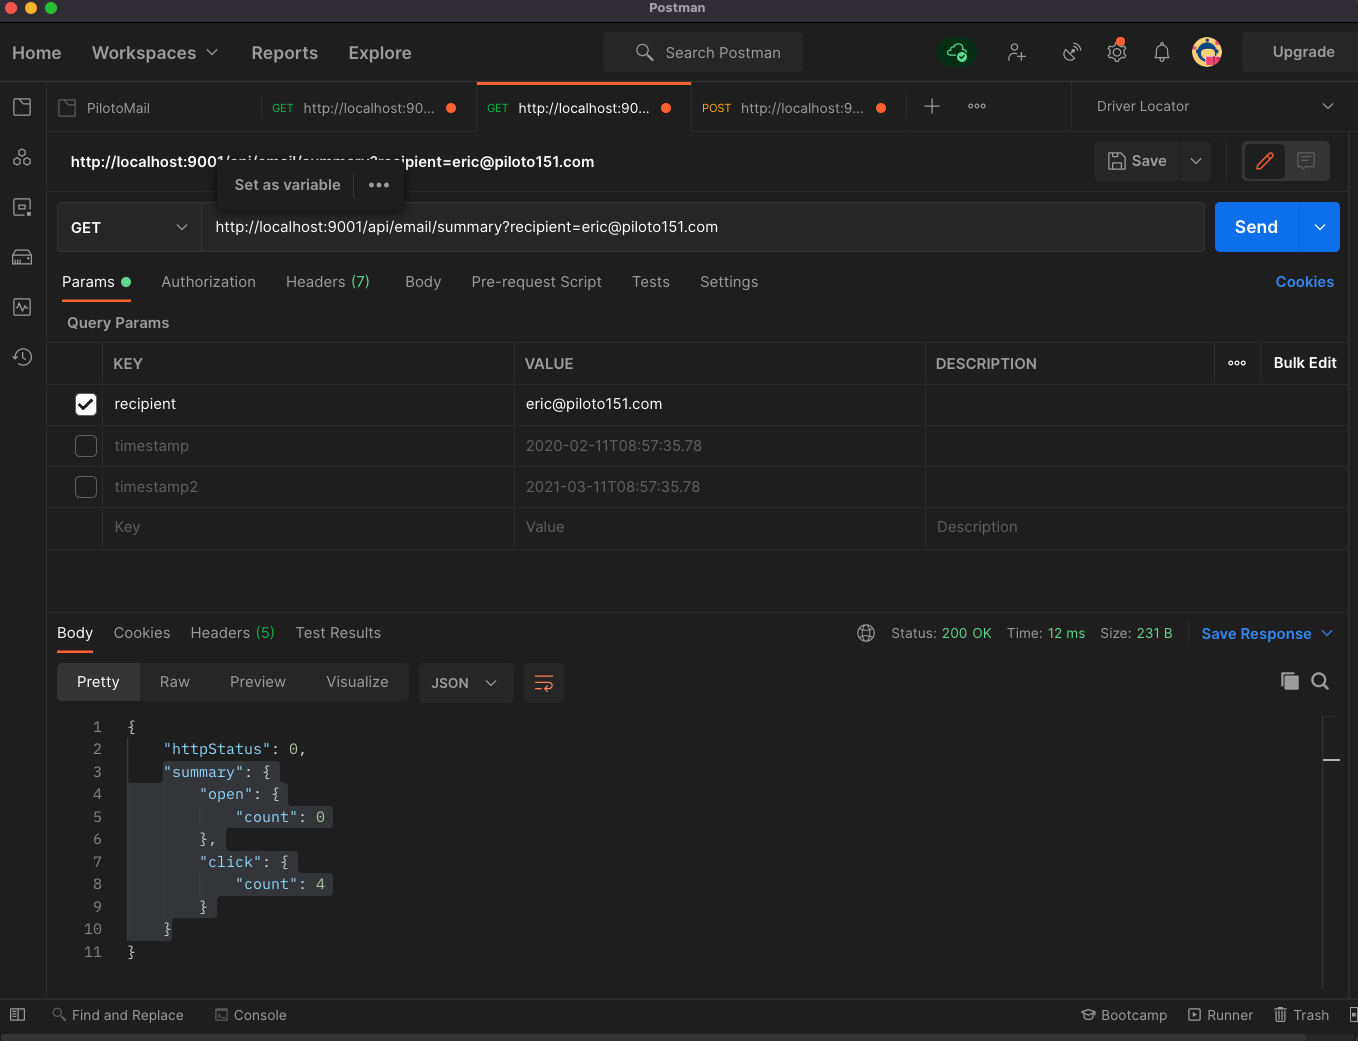 Postman
Home Workspaces Reports Explore Search Postman Upgrade
PilotoMail GET http://localhost:90... GET http://localhost:90... POST http://localhost:9... Driver Locator
http://localhost:9001/api/email/summary?recipient=eric@piloto151.com Save
Set as variable
GET http://localhost:9001/api/email/summary?recipient=eric@piloto151.com Send
Params Authorization Headers (7) Body Pre-request Script Tests Settings Cookies
Query Params
KEY VALUE DESCRIPTION Bulk Edit
recipient eric@piloto151.com
timestamp 2020-02-11T08:57:35.78
timestamp2 2021-03-11T08:57:35.78
Key Value Description
Body Cookies Headers (5) Test Results Status: 200 OK Time: 12 ms Size: 231 B Save Response
Pretty Raw Preview Visualize JSON
1 {
2 "httpStatus": 0,
3 "summary": {
4 "open": {
5 "count": 0
6 },
7 "click": {
8 "count": 4
9 }
10 }
11 }
Find and Replace Console Bootcamp Runner Trash